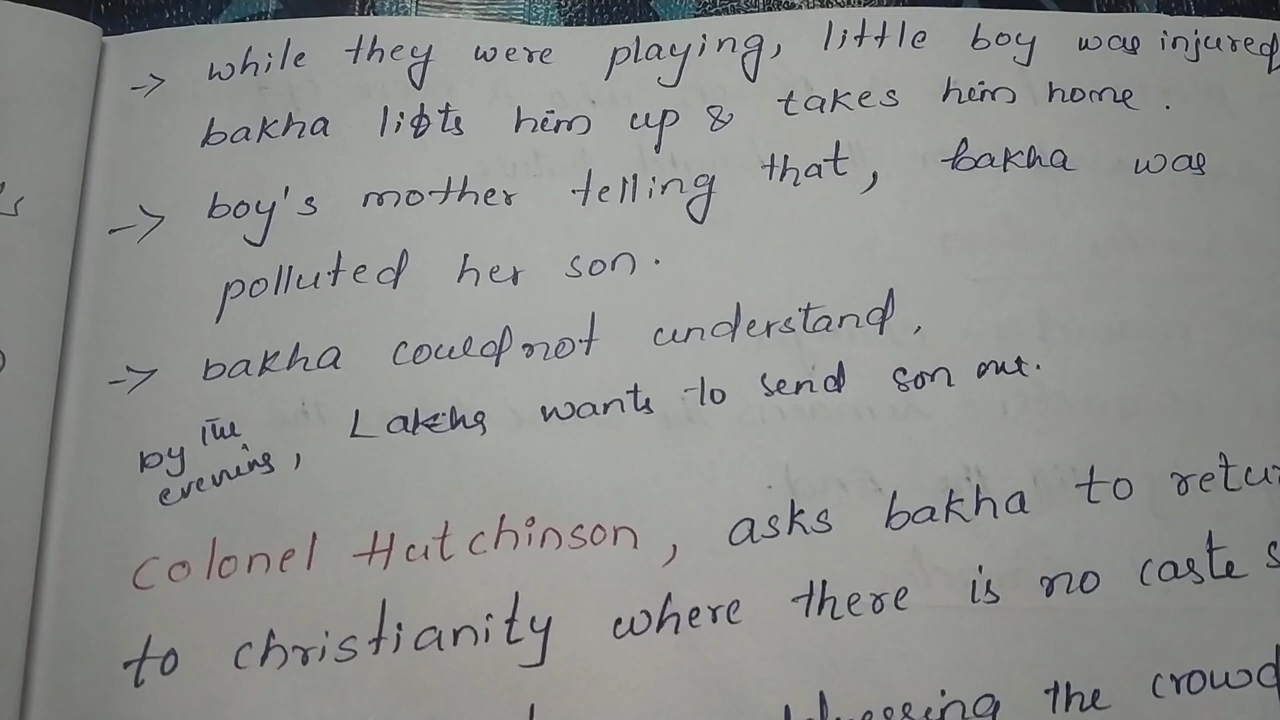 -> while they were playing, little boy was injured
bakha lifts him up & takes him home.
-> boy's mother telling that, bakha was
polluted her son.
-> bakha could not understand.
by the evening, Lakha wants to send son out.
Colonel Hutchinson, asks bakha to retu
to christianity where there is no caste s
the crowd